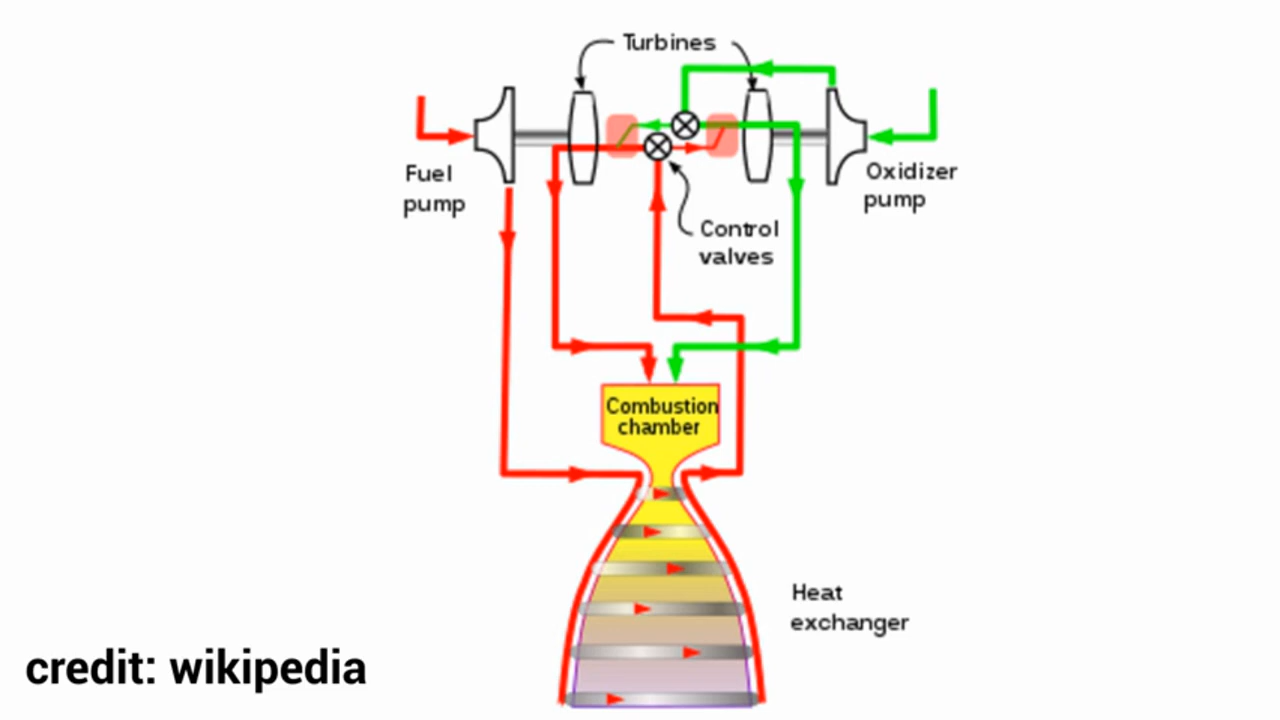 Turbines
Fuel
pump
Oxidizer
pump
Control
valves
Combustion
chamber
Heat
exchanger
credit: wikipedia